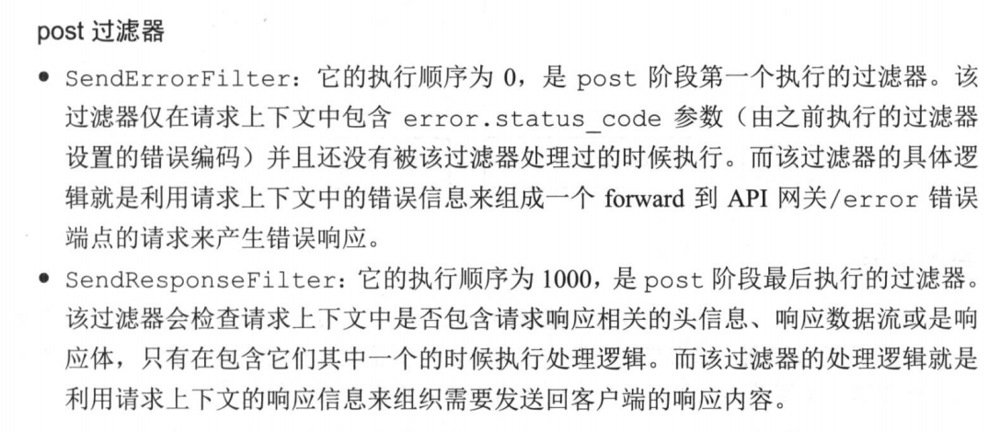 post 过滤器
● SendErrorFilter：它的执行顺序为 0，是 post 阶段第一个执行的过滤器。该
过滤器仅在请求上下文中包含 error.status_code 参数（由之前执行的过滤器
设置的错误编码）并且还没有被该过滤器处理过的时候执行。而该过滤器的具体逻
辑就是利用请求上下文中的错误信息来组成一个 forward 到 API 网关/error 错误
端点的请求来产生错误响应。
● SendResponseFilter：它的执行顺序为 1000，是 post 阶段最后执行的过滤器。
该过滤器会检查请求上下文中是否包含请求响应相关的头信息、响应数据流或是响
应体，只有在包含它们其中一个的时候执行处理逻辑。而该过滤器的处理逻辑就是
利用请求上下文的响应信息来组织需要发送回客户端的响应内容。